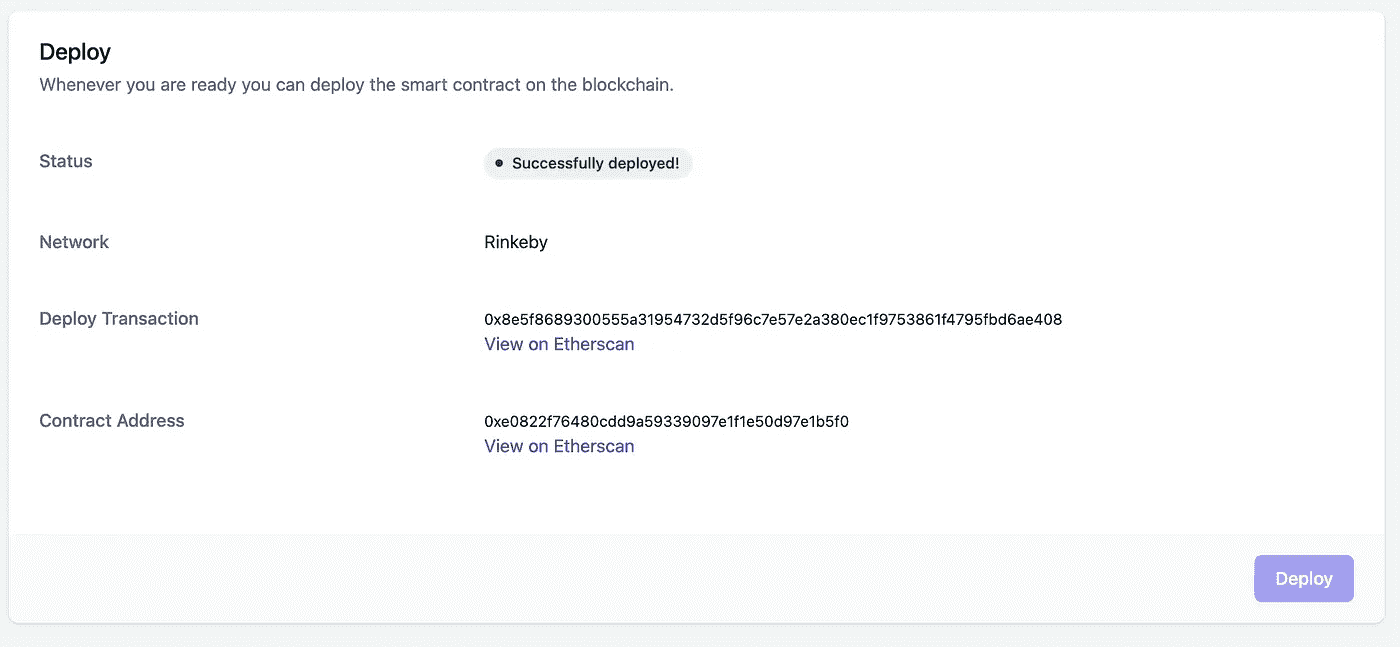 Deploy
Whenever you are ready you can deploy the smart contract on the blockchain.
Status
Successfully deployed!
Network
Rinkeby
Deploy Transaction
0x8e5f8689300555a31954732d5f96c7e57e2a380ec1f9753861f4795fbd6ae408
View on Etherscan
Contract Address
0xe0822f76480cdd9a59339097e1f1e50d97e1b5f0
View on Etherscan
Deploy